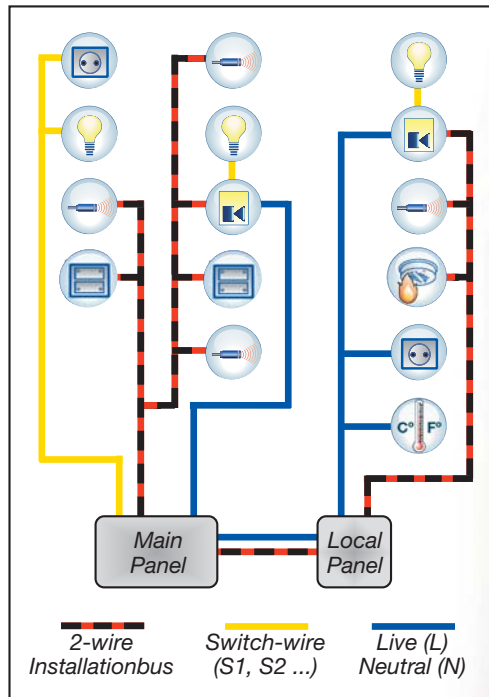 C° F°
Main
Panel
Local
Panel
2-wire
Installationbus
Switch-wire
(S1, S2 ...)
Live (L)
Neutral (N)